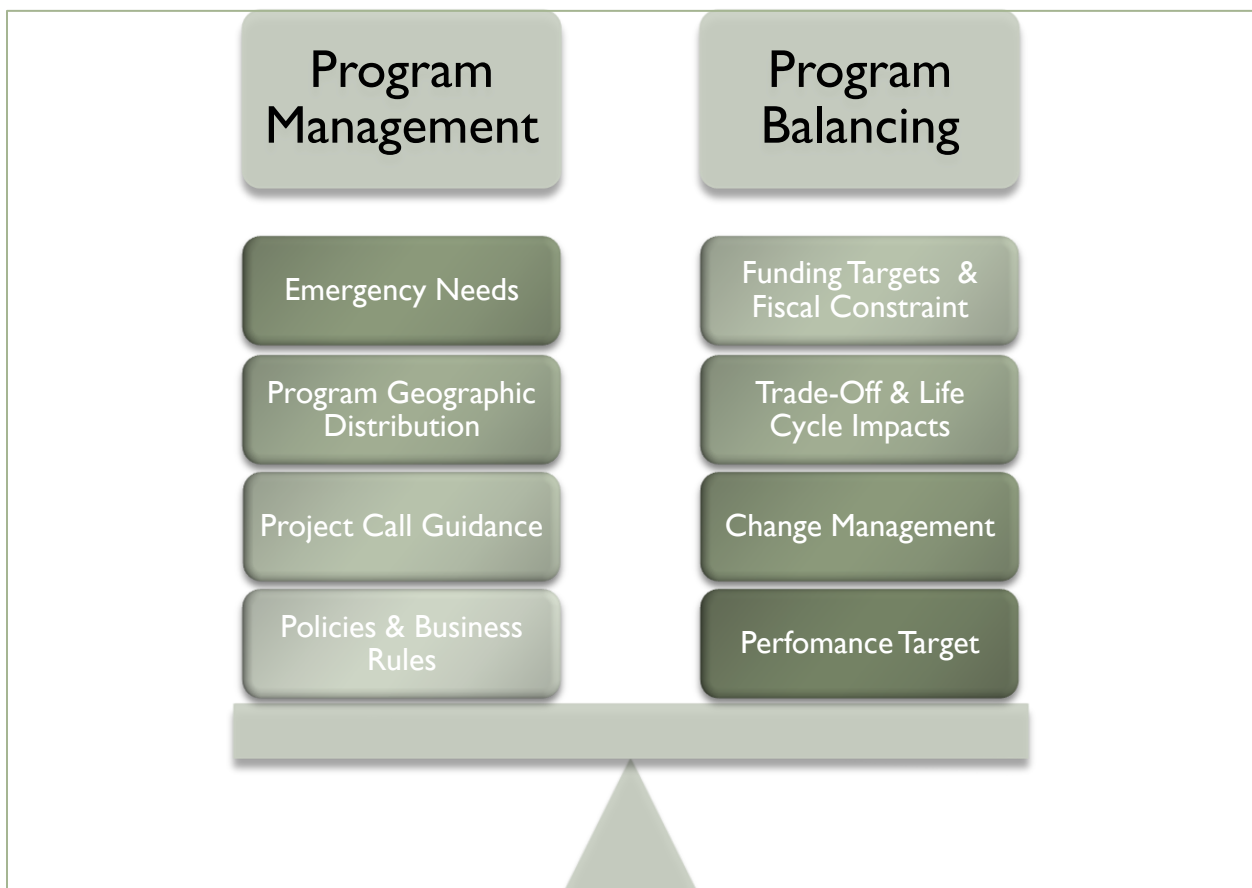 Program
Management
Program
Balancing
Emergency Needs
Program Geographic
Distribution
Project Call Guidance
Policies & Business
Rules
Funding Targets &
Fiscal Constraint
Trade-Off & Life
Cycle Impacts
Change Management
Perfomance Target